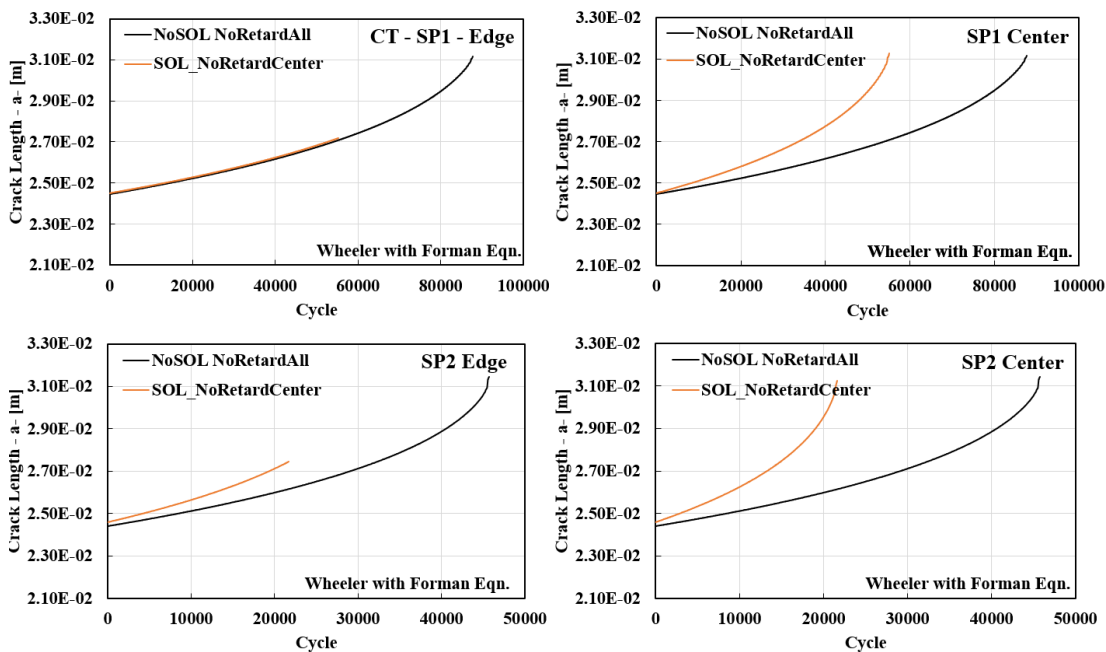 3.30E-02
3.10E-02
2.90E-02
2.70E-02
2.50E-02
2.30E-02
2.10E-02
Crack Length - a- [m]
NoSOL NoRetardAll
SOL_NoRetardCenter
CT - SP1 - Edge
Wheeler with Forman Eqn.
0 20000 40000 60000 80000 100000
Cycle
3.30E-02
3.10E-02
2.90E-02
2.70E-02
2.50E-02
2.30E-02
2.10E-02
Crack Length -a- [m]
NoSOL NoRetardAll
SOL_NoRetardCenter
SP1 Center
Wheeler with Forman Eqn.
0 20000 40000 60000 80000 100000
Cycle
3.30E-02
3.10E-02
2.90E-02
2.70E-02
2.50E-02
2.30E-02
2.10E-02
Crack Length - a- [m]
NoSOL NoRetardAll
SOL_NoRetardCenter
SP2 Edge
Wheeler with Forman Eqn.
0 10000 20000 30000 40000 50000
Cycle
3.30E-02
3.10E-02
2.90E-02
2.70E-02
2.50E-02
2.30E-02
2.10E-02
Crack Length - a- [m]
NoSOL NoRetardAll
SOL_NoRetardCenter
SP2 Center
Wheeler with Forman Eqn.
0 10000 20000 30000 40000 50000
Cycle